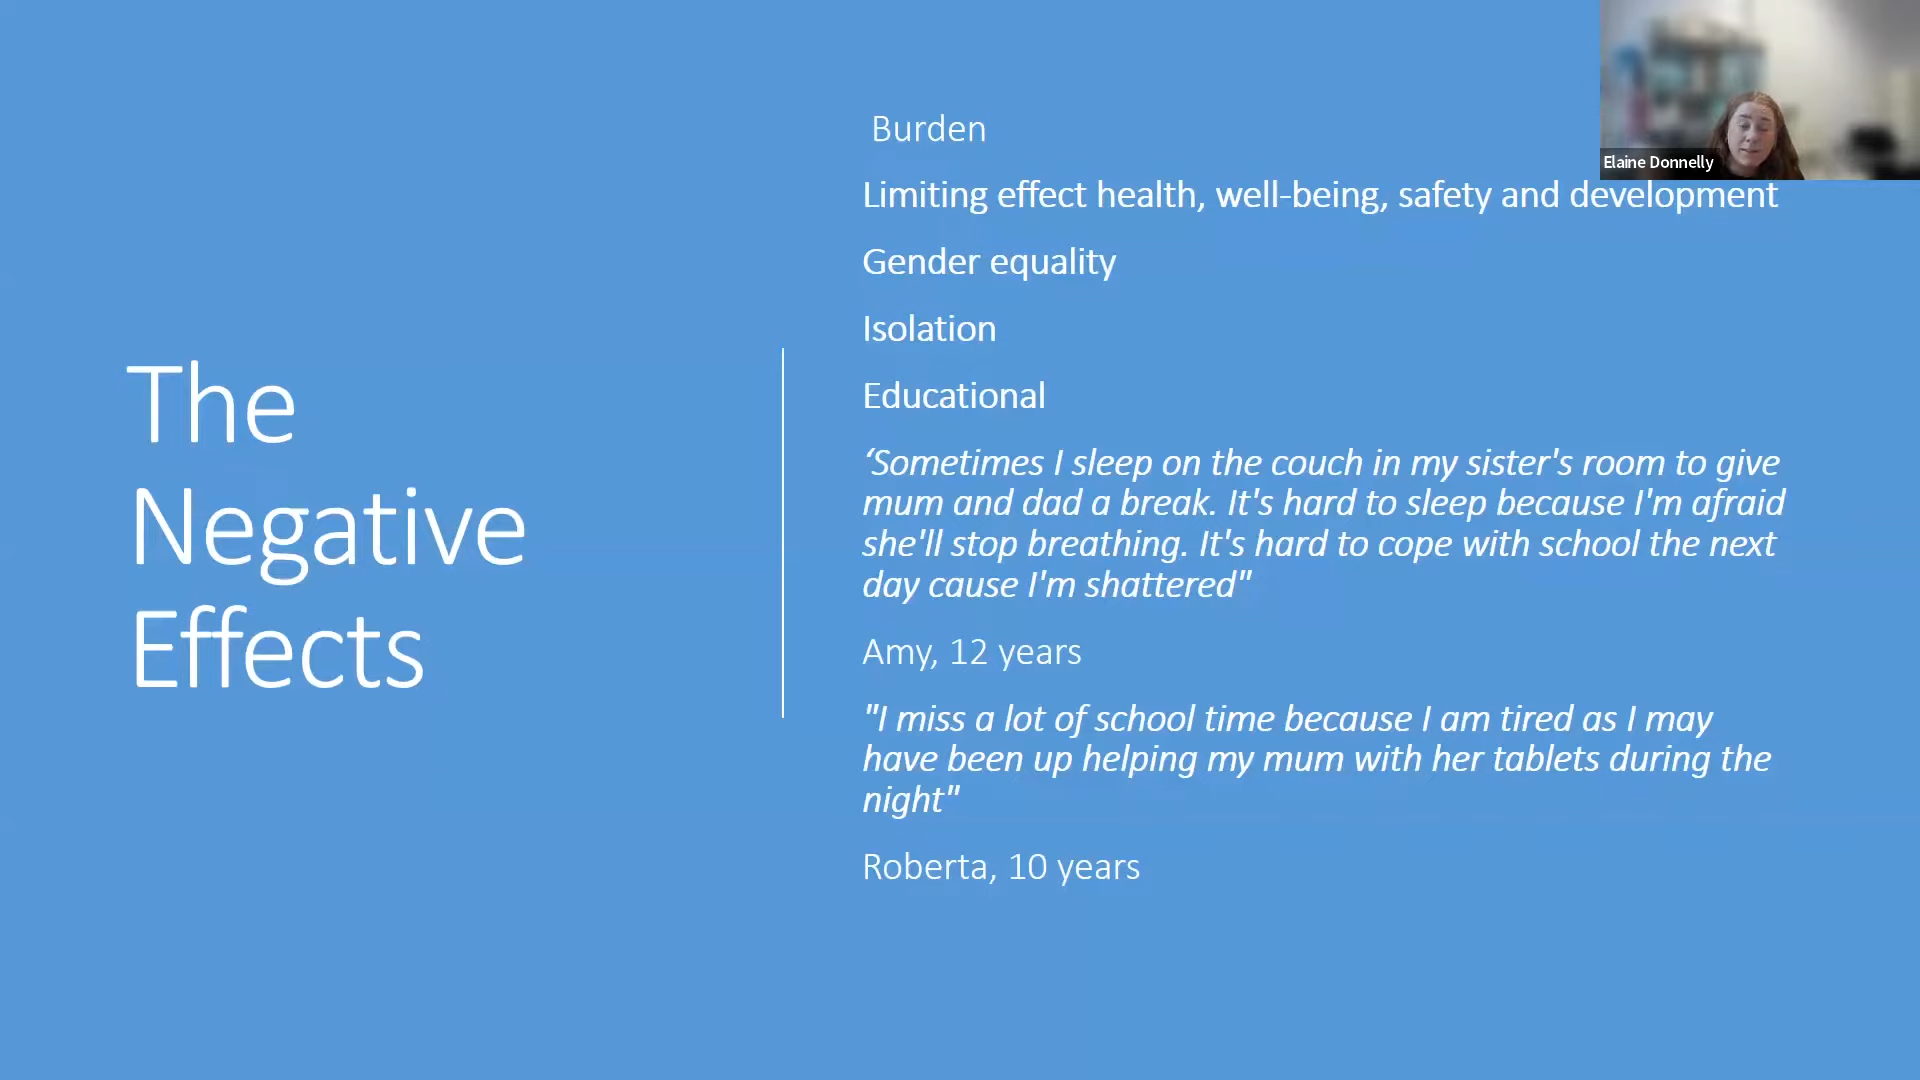 The
Negative
Effects
Burden
Limiting effect health, well-being, safety and development
Gender equality
Isolation
Educational
‘Sometimes I sleep on the couch in my sister's room to give
mum and dad a break. It's hard to sleep because I'm afraid
she'll stop breathing. It's hard to cope with school the next
day cause I'm shattered"
Amy, 12 years
"I miss a lot of school time because I am tired as I may
have been up helping my mum with her tablets during the
night"
Roberta, 10 years
Elaine Donnelly